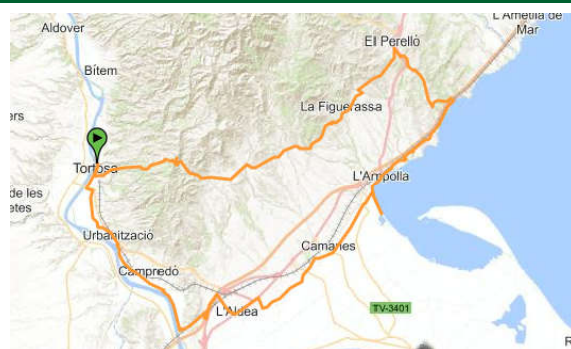 L'Ametlla de
Mar
Aldover
El Perelló
Bítem
ers
La Figuerassa
Tortosa
L'Ampolla
de les
etes
Urbanització
Camarles
Campredó
L'Aldea
TV-3401
R